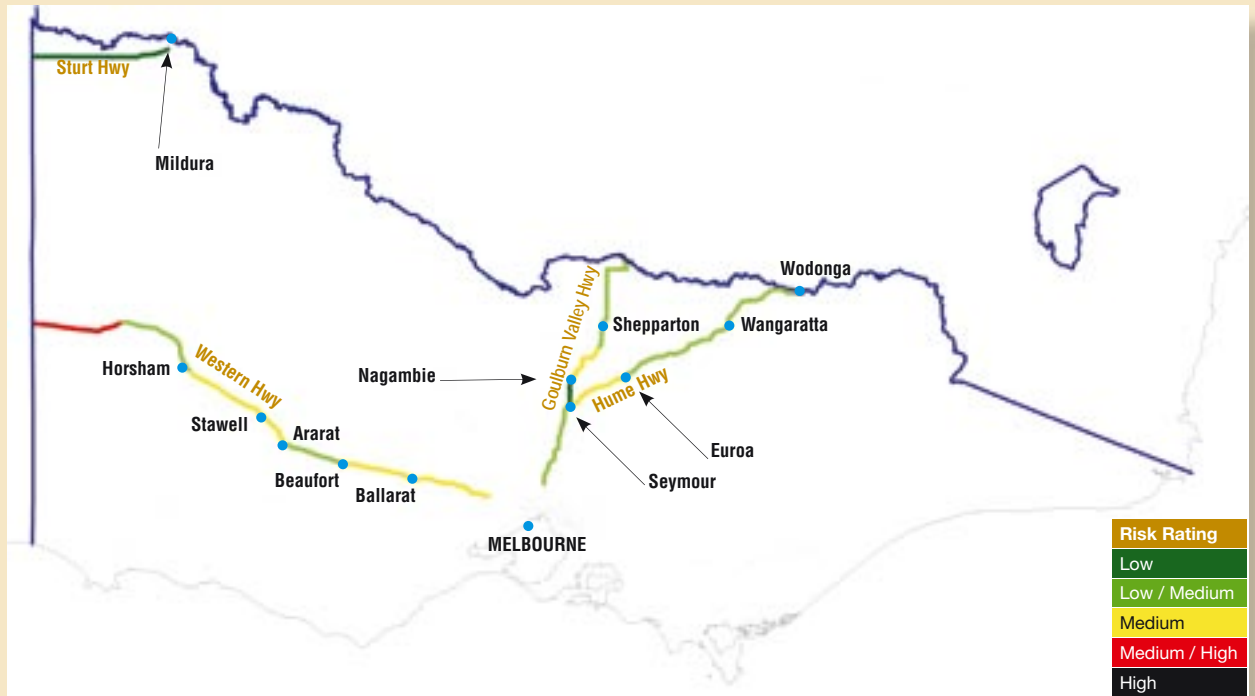 Sturt Hwy
Mildura
Wodonga
Goulburn Valley Hwy
Shepparton
Wangaratta
Horsham
Western Hwy
Nagambie
Hume Hwy
Stawell
Ararat
Euroa
Beaufort
Ballarat
Seymour
MELBOURNE
Risk Rating
Low
Low / Medium
Medium
Medium / High
High